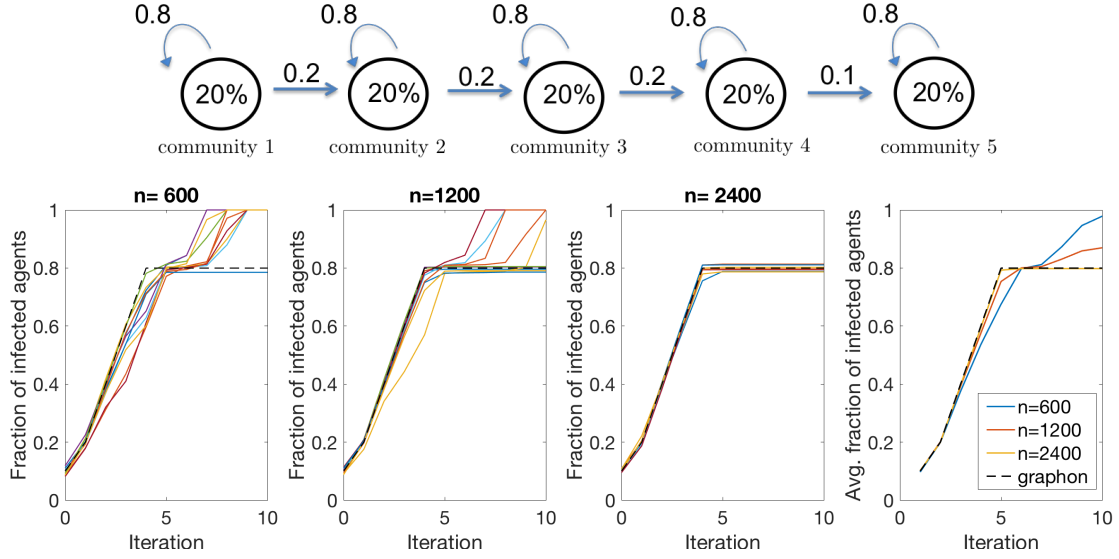 0.8 0.8 0.8 0.8 0.8
0.2 0.2 0.2 0.1
20% 20% 20% 20% 20%
community 1 community 2 community 3 community 4 community 5
n= 600
Fraction of infected agents
1
0.8
0.6
0.4
0.2
0
0 5 10
Iteration
n=1200
Fraction of infected agents
1
0.8
0.6
0.4
0.2
0
0 5 10
Iteration
n= 2400
Fraction of infected agents
1
0.8
0.6
0.4
0.2
0
0 5 10
Iteration
Avg. fraction of infected agents
1
0.8
0.6
0.4
0.2
0
n=600
n=1200
n=2400
graphon
0 5 10
Iteration